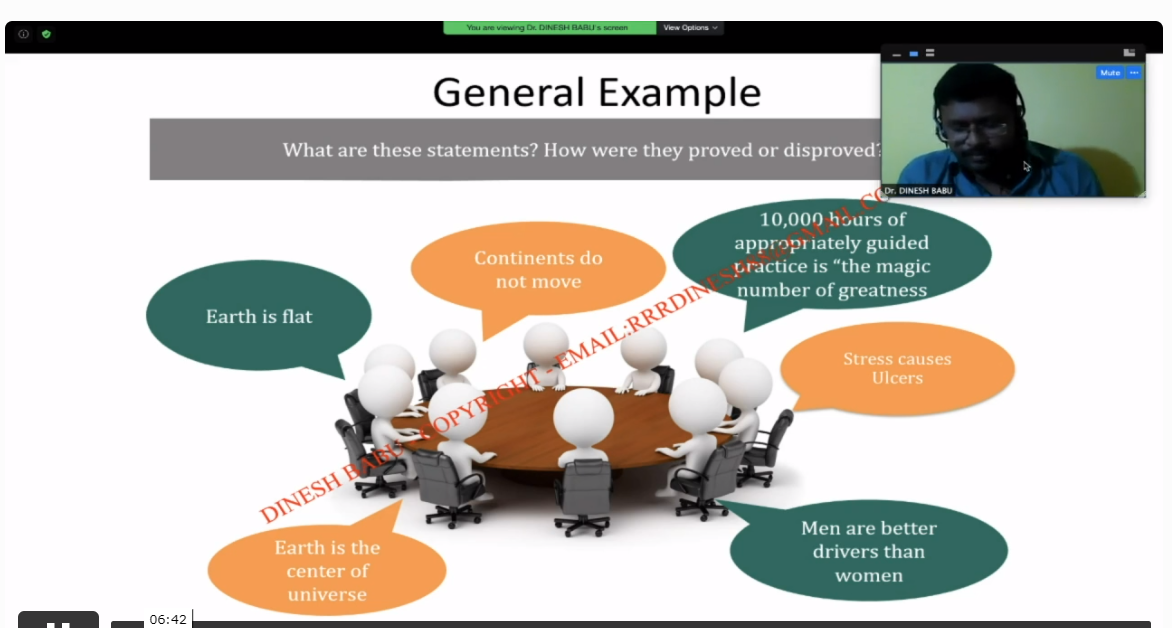 You are viewing Dr. DINESH BABU's screen
View Options
General Example
Mute
What are these statements? How were they proved or disproved?
Dr. DINESH BABU
10,000 hours of
appropriately guided
practice is “the magic
number of greatness
Continents do
not move
Earth is flat
Stress causes
Ulcers
DINESH BABU - COPYRIGHT - EMAIL:RRRDINESH
@GMAIL.CO
Men are better
drivers than
women
Earth is the
center of
universe
06:42